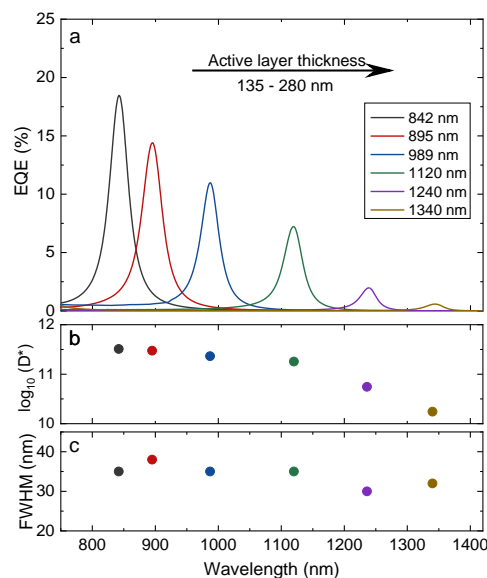 a
Active layer thickness
135 - 280 nm
842 nm
895 nm
989 nm
1120 nm
1240 nm
1340 nm
EQE (%)
25
20
15
10
5
0
b
log10 (D*)
12
11
10
c
FWHM (nm)
40
30
20
800 900 1000 1100 1200 1300 1400
Wavelength (nm)